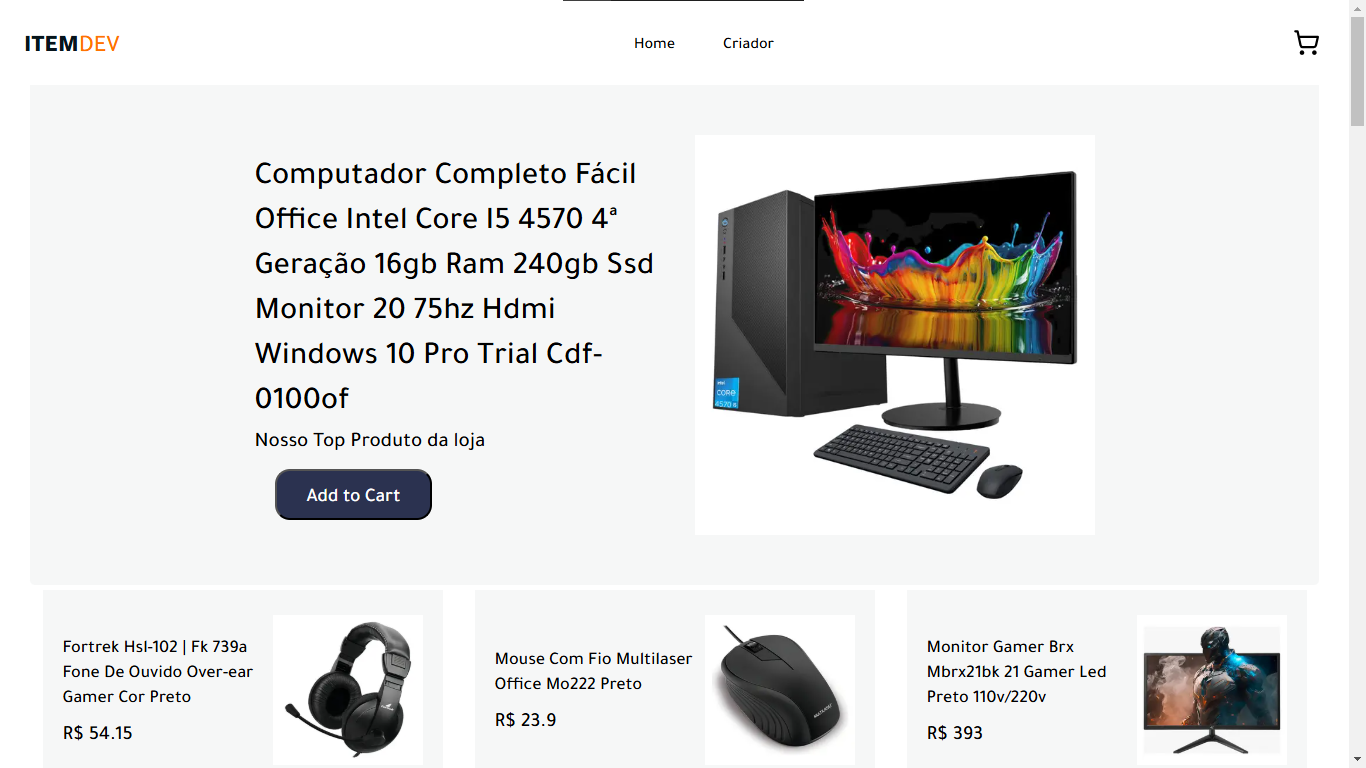 ITEMDEV
Home
Criador
Computador Completo Fácil
Office Intel Core I5 4570 4ª
Geração 16gb Ram 240gb Ssd
Monitor 20 75hz Hdmi
Windows 10 Pro Trial Cdf-
0100of
Nosso Top Produto da loja
Add to Cart
intel
CORE
Fortrek Hsl-102 | Fk 739a
Fone De Ouvido Over-ear
Gamer Cor Preto
R$ 54.15
Mouse Com Fio Multilaser
Office Mo222 Preto
R$ 23.9
Monitor Gamer Brx
Mbrx21bk 21 Gamer Led
Preto 110v/220v
R$ 393